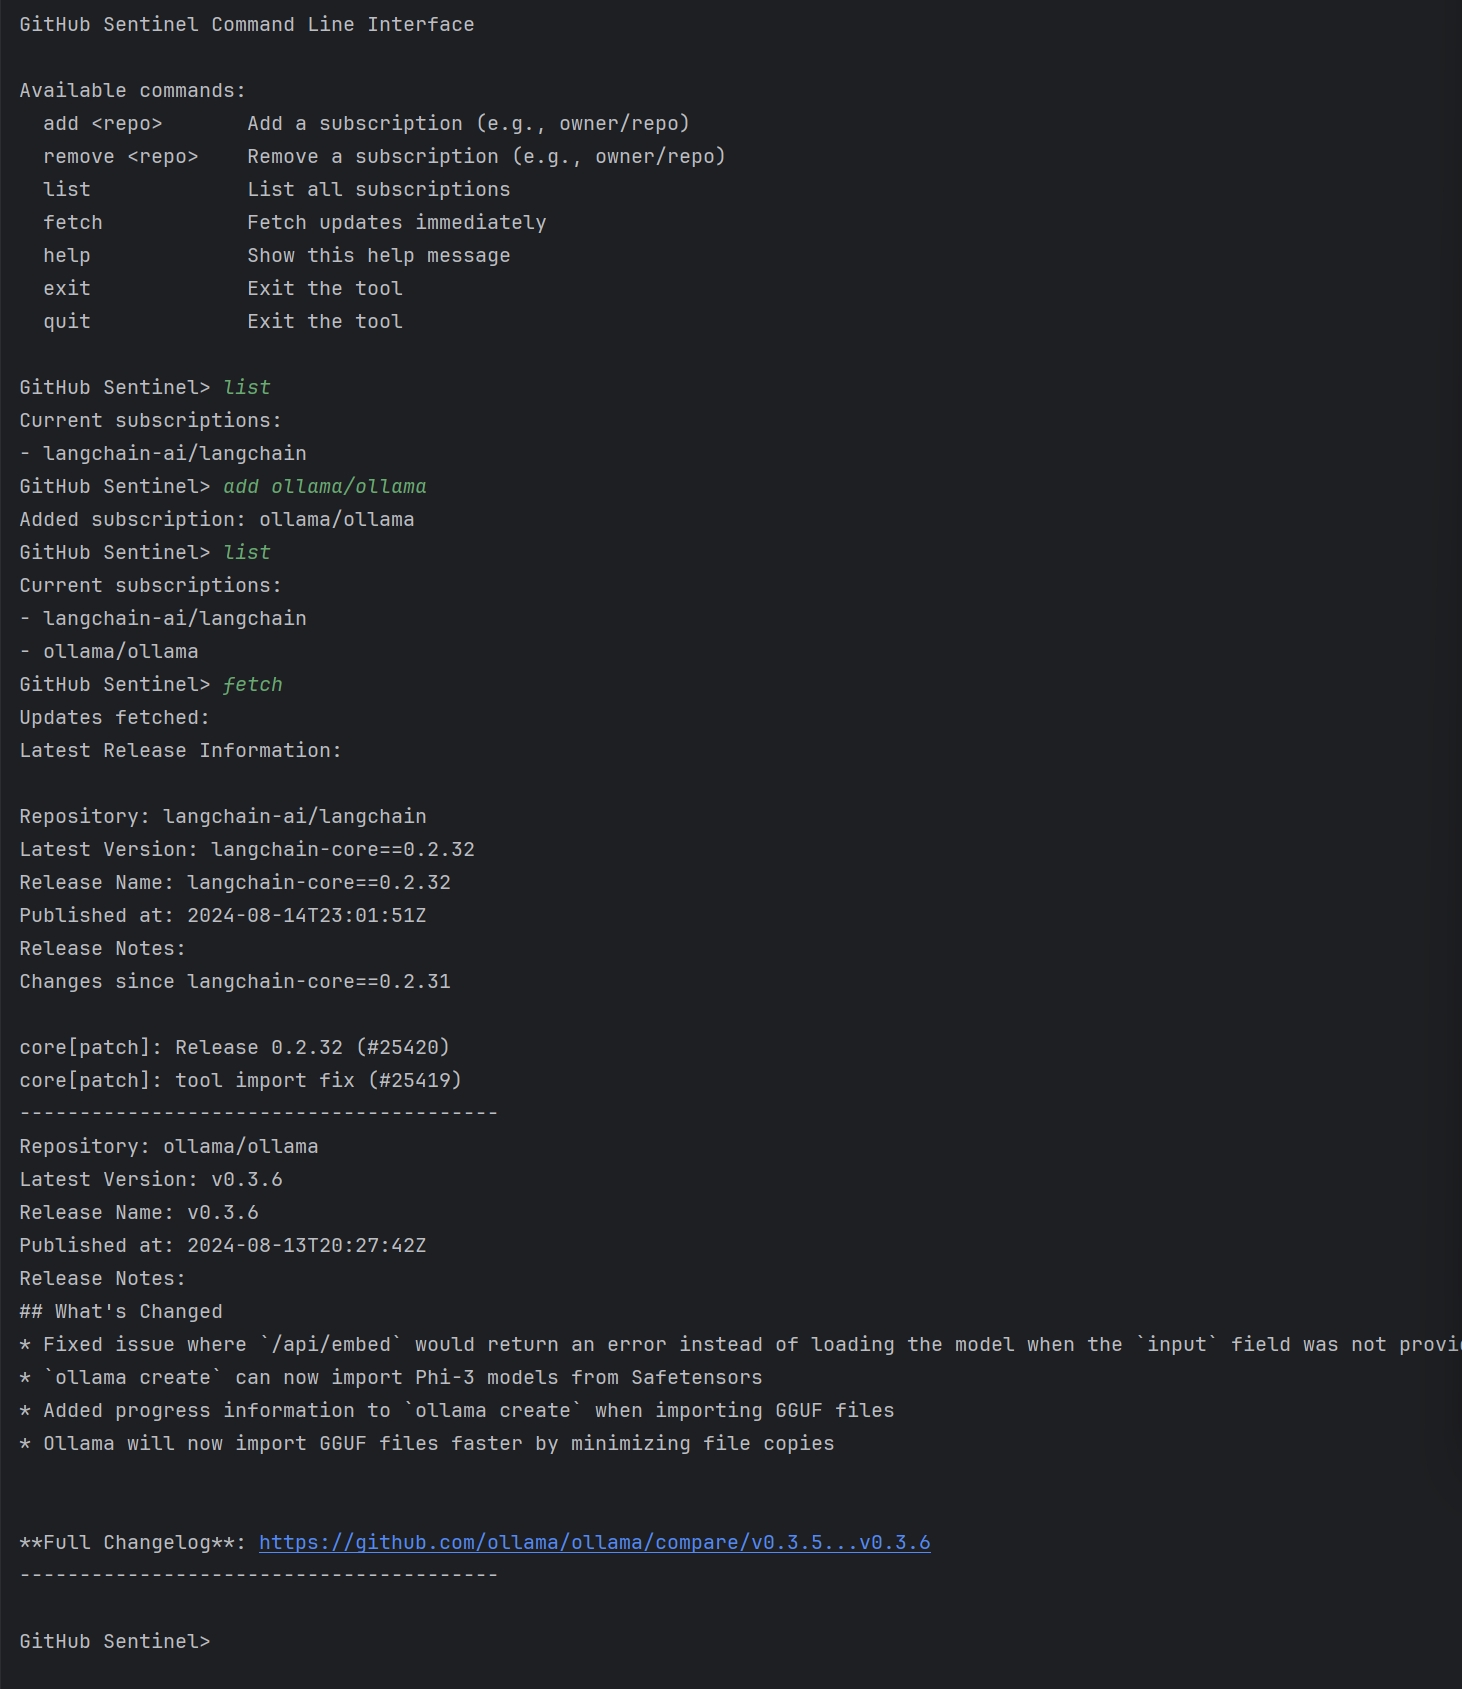 GitHub Sentinel Command Line Interface
Available commands:
add <repo> Add a subscription (e.g., owner/repo)
remove <repo> Remove a subscription (e.g., owner/repo)
list List all subscriptions
fetch Fetch updates immediately
help Show this help message
exit Exit the tool
quit Exit the tool
GitHub Sentinel> list
Current subscriptions:
- langchain-ai/langchain
GitHub Sentinel> add ollama/ollama
Added subscription: ollama/ollama
GitHub Sentinel> list
Current subscriptions:
- langchain-ai/langchain
- ollama/ollama
GitHub Sentinel> fetch
Updates fetched:
Latest Release Information:
Repository: langchain-ai/langchain
Latest Version: langchain-core==0.2.32
Release Name: langchain-core==0.2.32
Published at: 2024-08-14T23:01:51Z
Release Notes:
Changes since langchain-core==0.2.31
core[patch]: Release 0.2.32 (#25420)
core[patch]: tool import fix (#25419)
----------------------------------------
Repository: ollama/ollama
Latest Version: v0.3.6
Release Name: v0.3.6
Published at: 2024-08-13T20:27:42Z
Release Notes:
## What's Changed
* Fixed issue where `/api/embed` would return an error instead of loading the model when the `input` field was not
* `ollama create` can now import Phi-3 models from Safetensors
* Added progress information to `ollama create` when importing GGUF files
* Ollama will now import GGUF files faster by minimizing file copies
**Full Changelog**: https://github.com/ollama/ollama/compare/v0.3.5...v0.3.6
----------------------------------------
GitHub Sentinel>